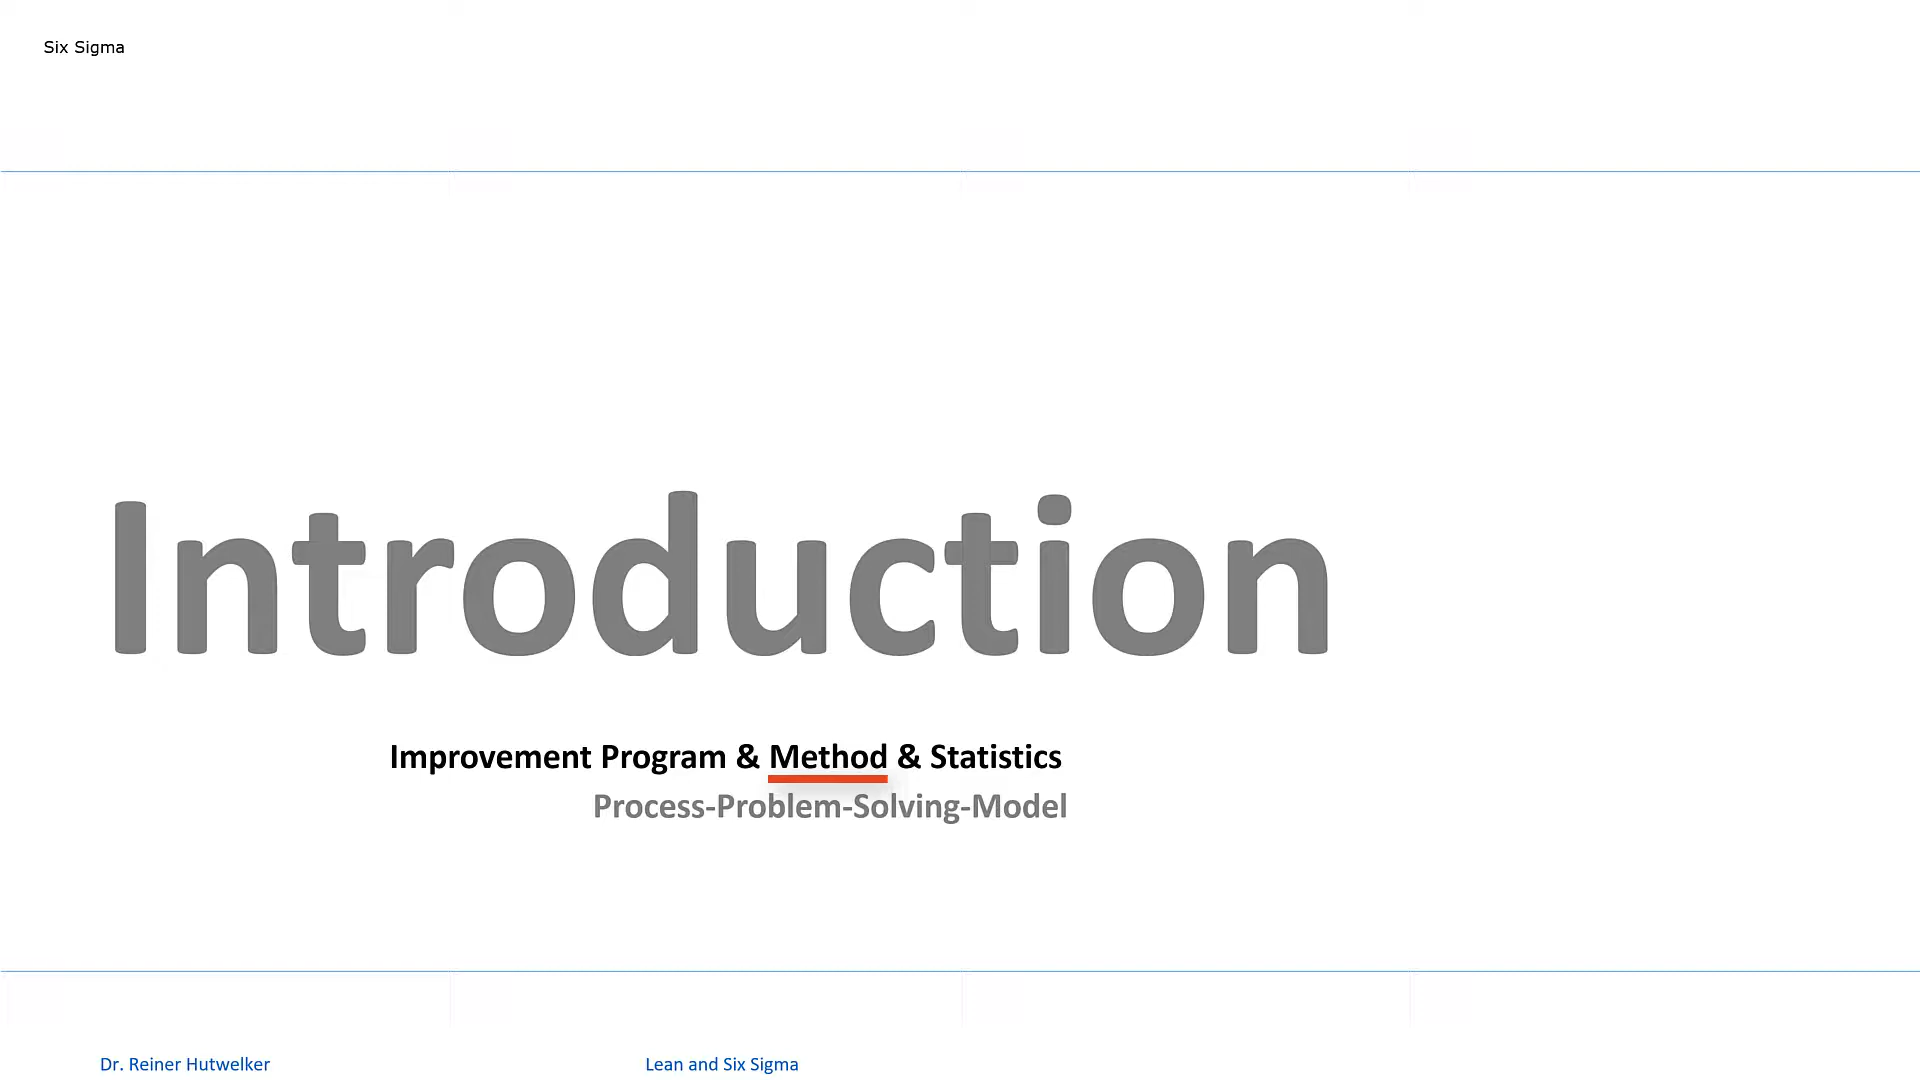 Six Sigma
Introduction
Improvement Program & Method & Statistics
Process-Problem-Solving-Model
Dr. Reiner Hutwelker
Lean and Six Sigma